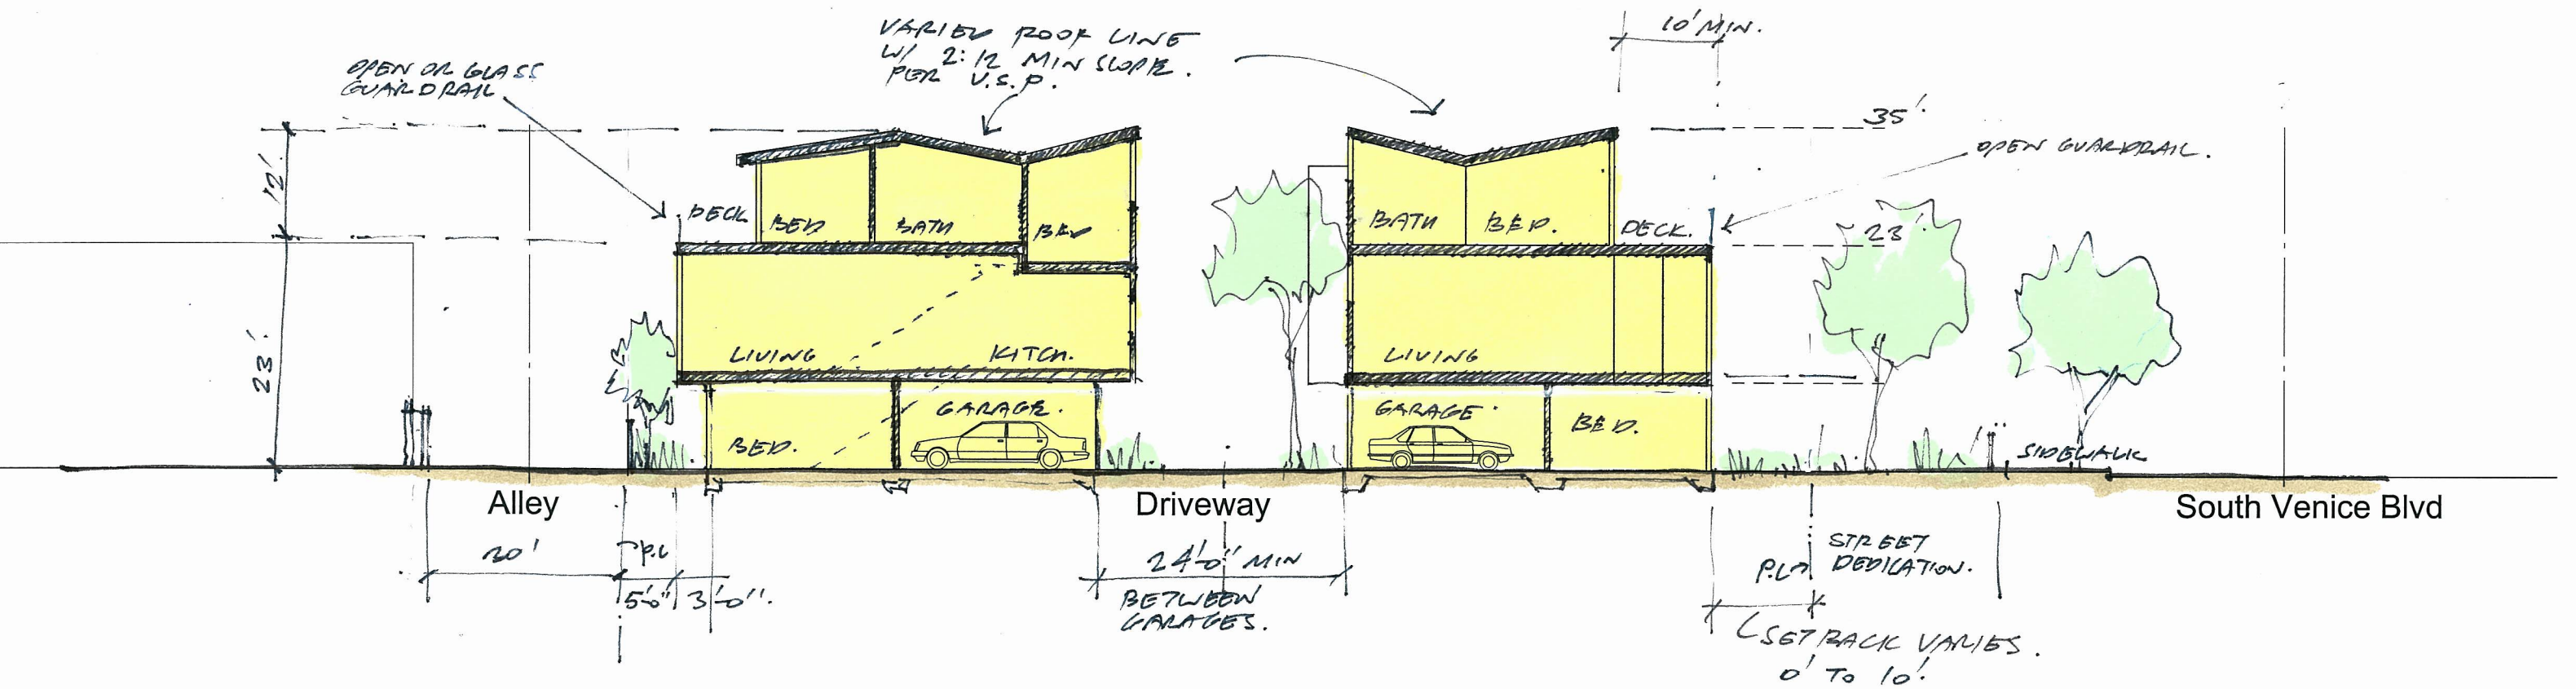 VARIED ROOF LINE
W/ 2:12 MIN SLOPE
PER V.S.P.
10' MIN.
OPEN OR GLASS
GUARDRAIL
35'
OPEN GUARDRAIL.
12'
DECK
BED
BATH
BED
BATH
BED.
DECK.
23'
23'
LIVING
KITCH.
LIVING
BED.
GARAGE.
GARAGE.
BED.
SIDEWALK
Alley
Driveway
South Venice Blvd
20'
P.L
24'-0" MIN
BETWEEN
GARAGES.
5'-0"
3'-0".
P.L
STREET
DEDICATION.
SETBACK VARIES.
0' TO 10'.